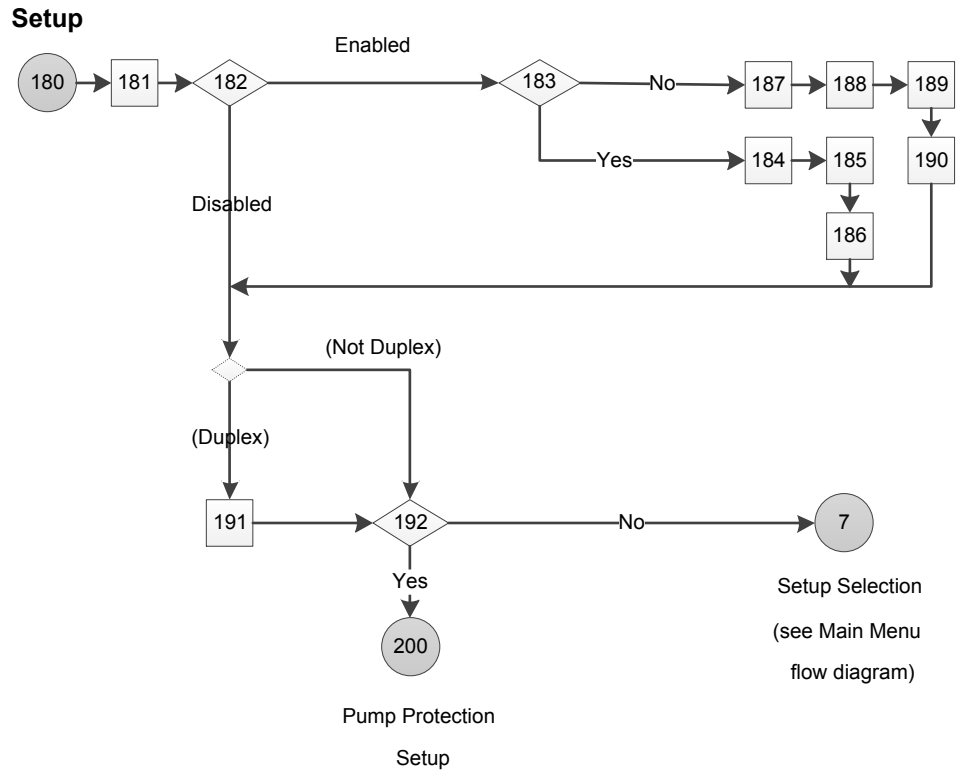 Setup
Enabled
180
181
182
183
No
187
188
189
Yes
184
185
190
Disabled
186
(Not Duplex)
(Duplex)
191
192
No
7
Yes
Setup Selection
200
(see Main Menu
flow diagram)
Pump Protection
Setup